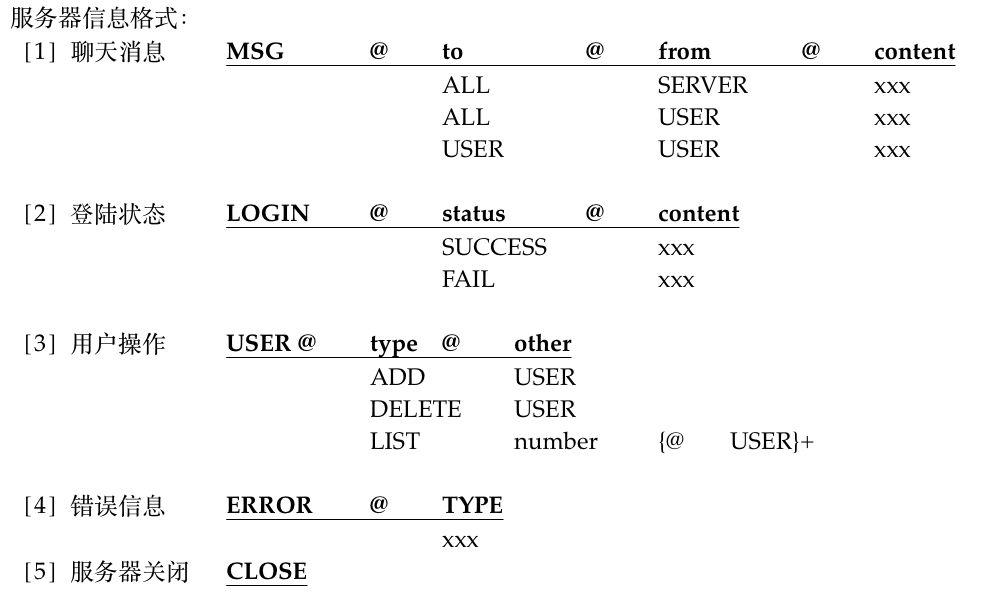 服务器信息格式：
[1] 聊天消息 MSG @ to @ from @ content
ALL SERVER xxx
ALL USER xxx
USER USER xxx
[2] 登陆状态 LOGIN @ status @ content
SUCCESS xxx
FAIL xxx
[3] 用户操作 USER @ type @ other
ADD USER
DELETE USER
LIST number {@ USER}+
[4] 错误信息 ERROR @ TYPE
xxx
[5] 服务器关闭 CLOSE